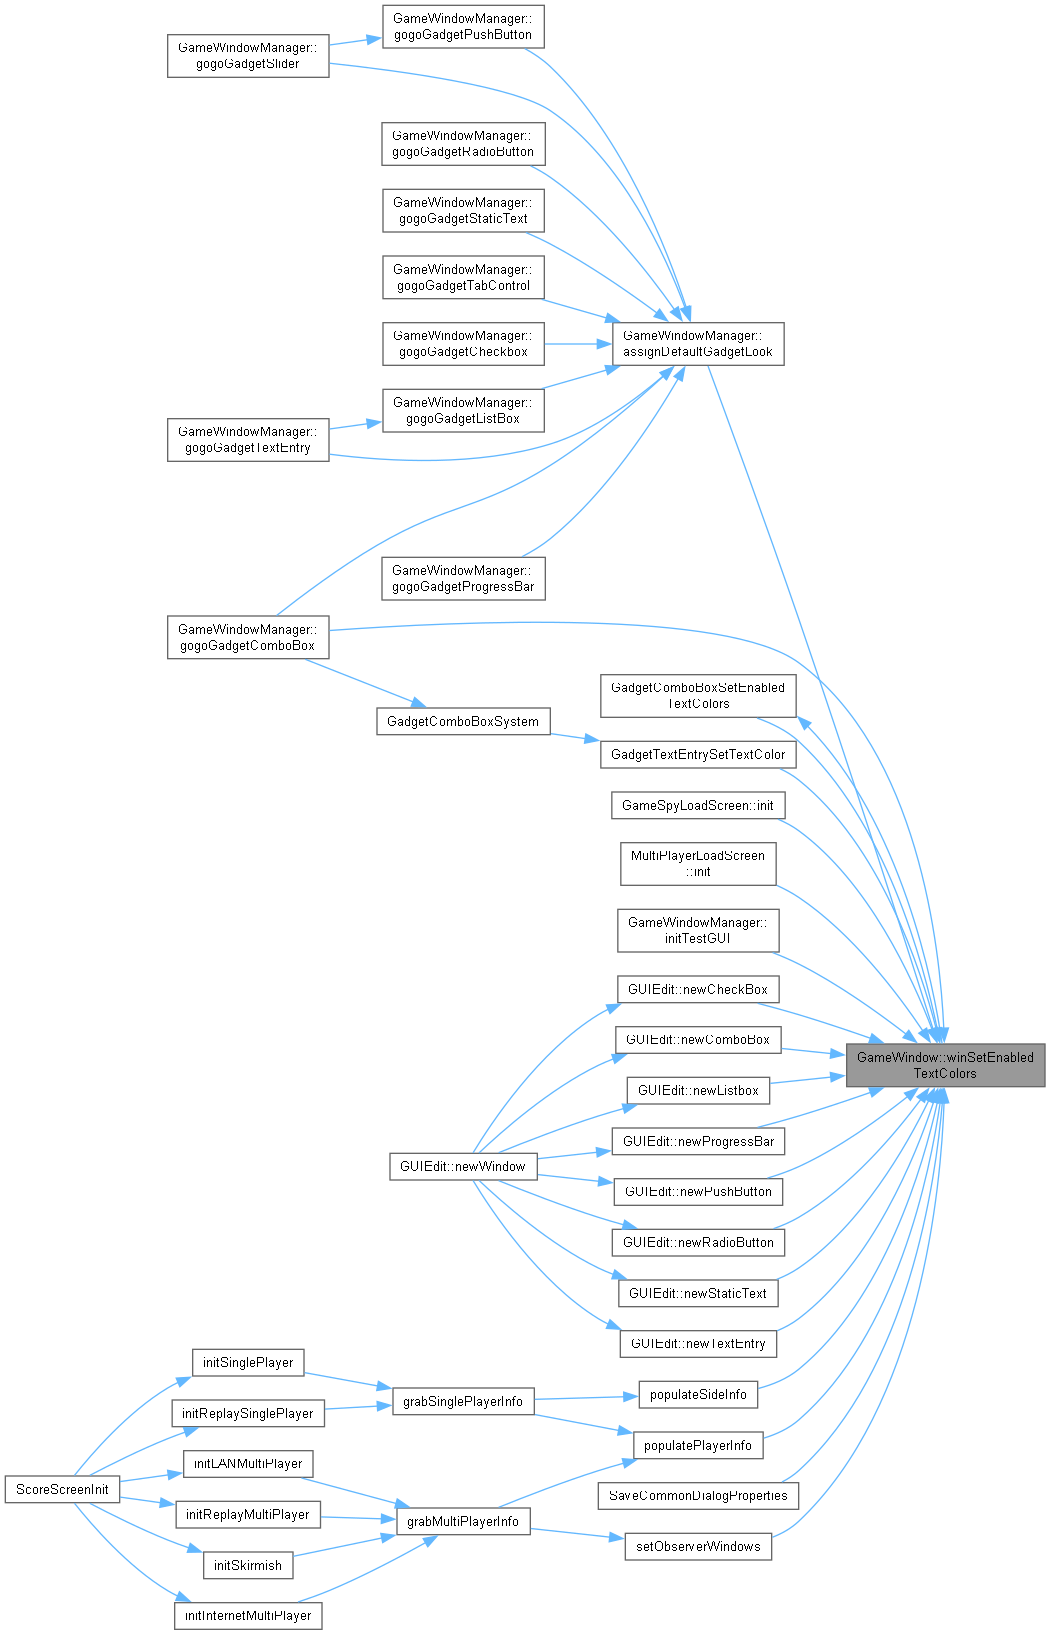 GameWindowManager::
gogoGadgetPushButton
GameWindowManager::
gogoGadgetSlider
GameWindowManager::
gogoGadgetRadioButton
GameWindowManager::
gogoGadgetStaticText
GameWindowManager::
gogoGadgetTabControl
GameWindowManager::
gogoGadgetCheckbox
GameWindowManager::
assignDefaultGadgetLook
GameWindowManager::
gogoGadgetListBox
GameWindowManager::
gogoGadgetTextEntry
GameWindowManager::
gogoGadgetProgressBar
GameWindowManager::
gogoGadgetComboBox
GadgetComboBoxSetEnabled
TextColors
GadgetComboBoxSystem
GadgetTextEntrySetTextColor
GameSpyLoadScreen::init
MultiPlayerLoadScreen
::init
GameWindowManager::
initTestGUI
GUIEdit::newCheckBox
GUIEdit::newComboBox
GameWindow::winSetEnabled
TextColors
GUIEdit::newListbox
GUIEdit::newProgressBar
GUIEdit::newWindow
GUIEdit::newPushButton
GUIEdit::newRadioButton
GUIEdit::newStaticText
GUIEdit::newTextEntry
initSinglePlayer
populateSideInfo
grabSinglePlayerInfo
initReplaySinglePlayer
populatePlayerInfo
initLANMultiPlayer
ScoreScreenInit
SaveCommonDialogProperties
initReplayMultiPlayer
grabMultiPlayerInfo
setObserverWindows
initSkirmish
initInternetMultiPlayer